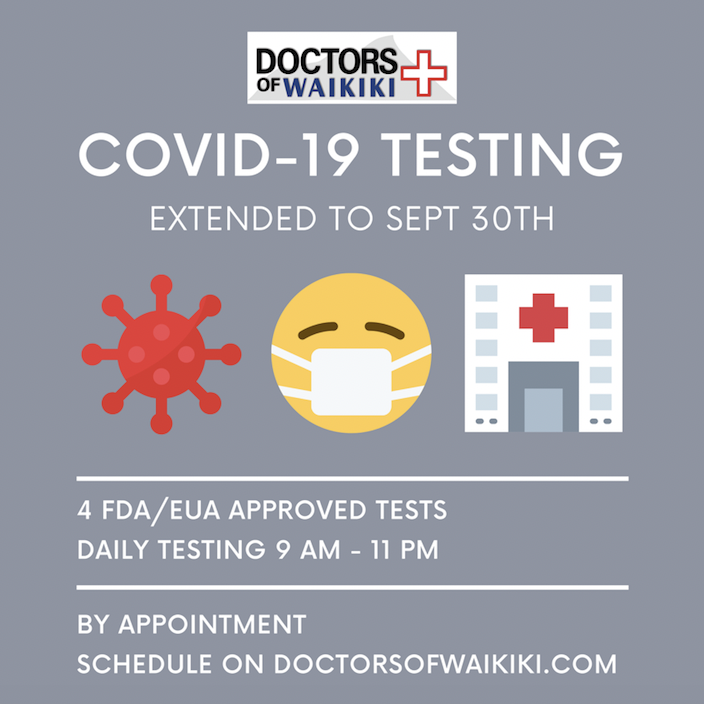 DOCTORS
OF WAIKIKI
COVID-19 TESTING
EXTENDED TO SEPT 30TH
4 FDA/EUA APPROVED TESTS
DAILY TESTING 9 AM - 11 PM
BY APPOINTMENT
SCHEDULE ON DOCTORSOFWAIKIKI.COM